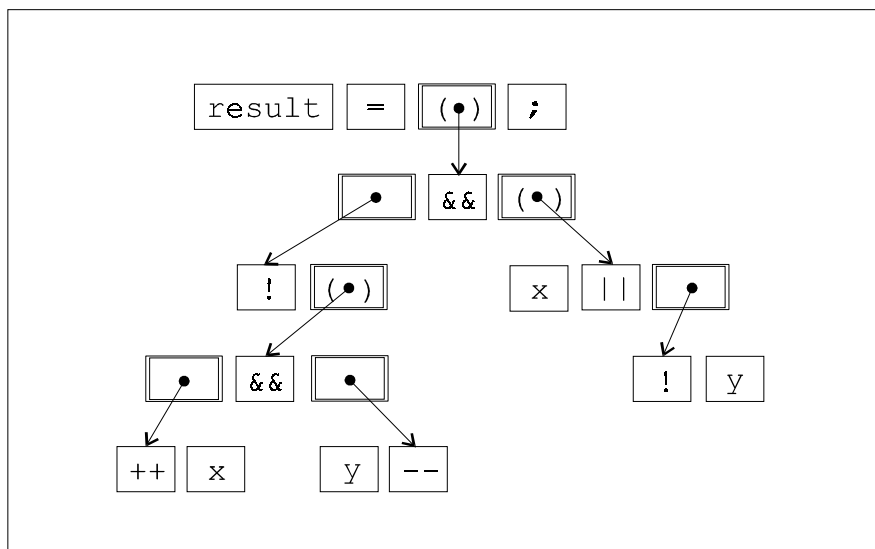 result = ( ) ;
&& ( )
! ( ) x || 
&& ! y
++ x y --